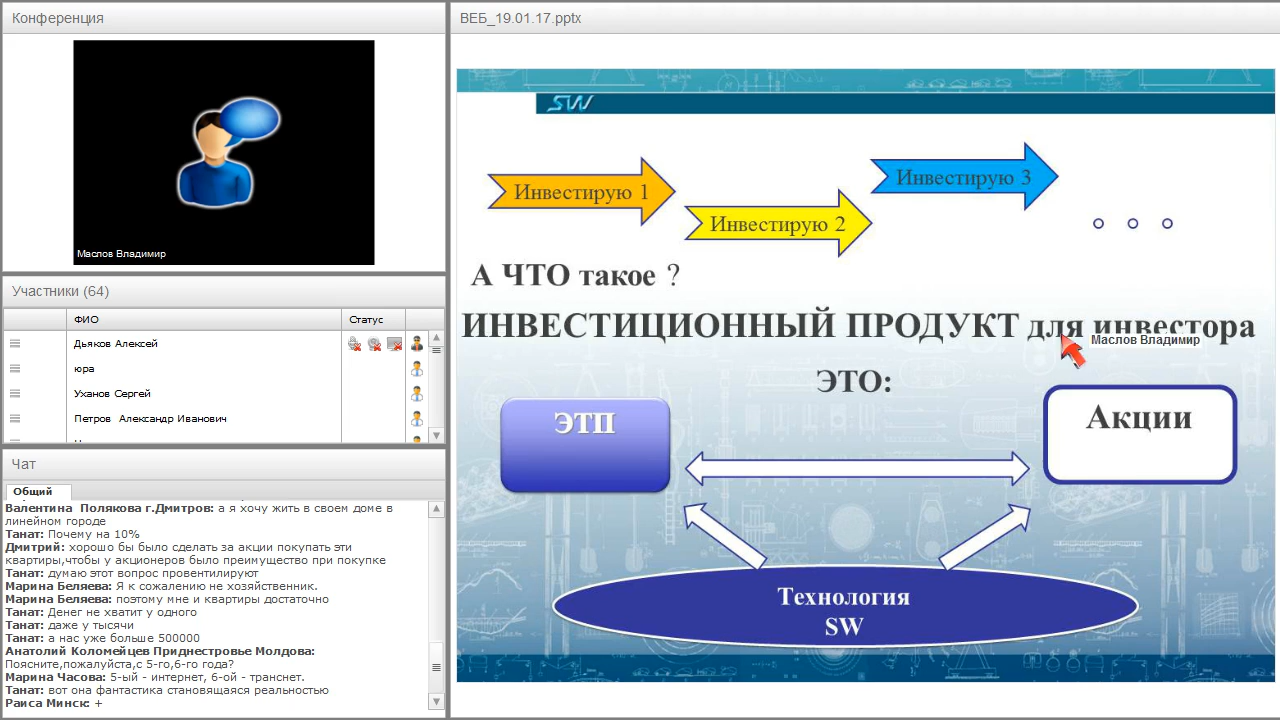 Конференция
Маслов Владимир
Участники (64)
ФИО
Статус
Дьяков Алексей
юра
Уханов Сергей
Петров Александр Иванович
Чат
Общий
Валентина Полякова г.Дмитров: а я хочу жить в своем доме в
линейном городе
Танат: Почему на 10%
Дмитрий: хорошо бы было сделать за акции покупать эти
квартиры,чтобы у акционеров было преимущество при покупке
Танат: думаю этот вопрос провентилируют
Марина Беляева: Я к сожалению не хозяйственник.
Марина Беляева: поэтому мне и квартиры достаточно
Танат: Денег не хватит у одного
Танат: даже у тысячи
Танат: а нас уже больше 500000
Анатолий Коломейцев Приднестровье Молдова:
Поясните,пожалуйста,с 5-го,6-го года?
Марина Часова: 5-ый - интернет, 6-ой - транснет.
Танат: вот она фантастика становящаяся реальностью
Раиса Минск: +
ВЕБ_19.01.17.pptx
SW
Инвестирую 1
Инвестирую 2
Инвестирую 3
А ЧТО такое ?
ИНВЕСТИЦИОННЫЙ ПРОДУКТ для инвестора
Маслов Владимир
ЭТО:
ЭТП
Акции
Технология
SW